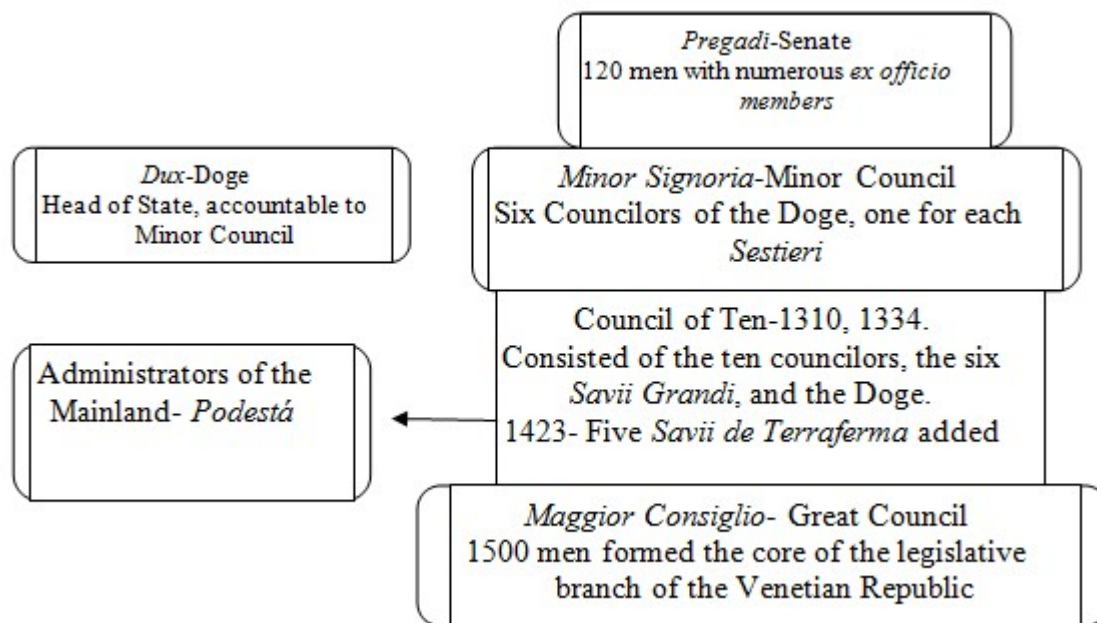 Pregadi-Senate
120 men with numerous ex officio
members
Dux-Doge
Head of State, accountable to
Minor Council
Minor Signoria-Minor Council
Six Councilors of the Doge, one for each
Sestieri
Council of Ten-1310, 1334.
Consisted of the ten councilors, the six
Savii Grandi, and the Doge.
1423- Five Savii de Terraferma added
Administrators of the
Mainland- Podestá
Maggior Consiglio- Great Council
1500 men formed the core of the legislative
branch of the Venetian Republic